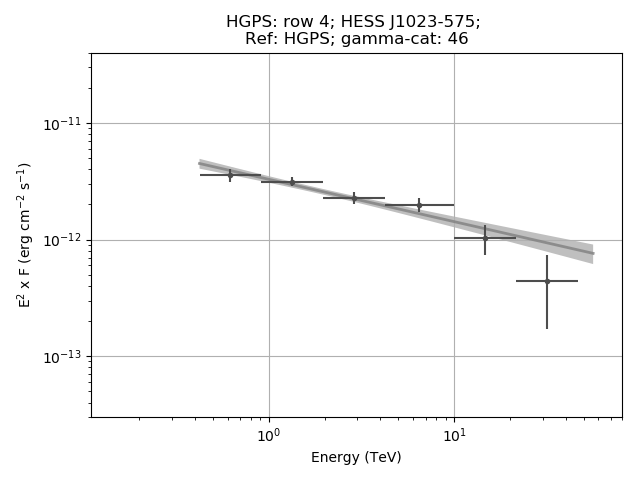 HGPS: row 4; HESS J1023-575;
Ref: HGPS; gamma-cat: 46
10⁻¹¹
10⁻¹²
10⁻¹³
E² x F (erg cm⁻² s⁻¹)
10⁰
10¹
Energy (TeV)